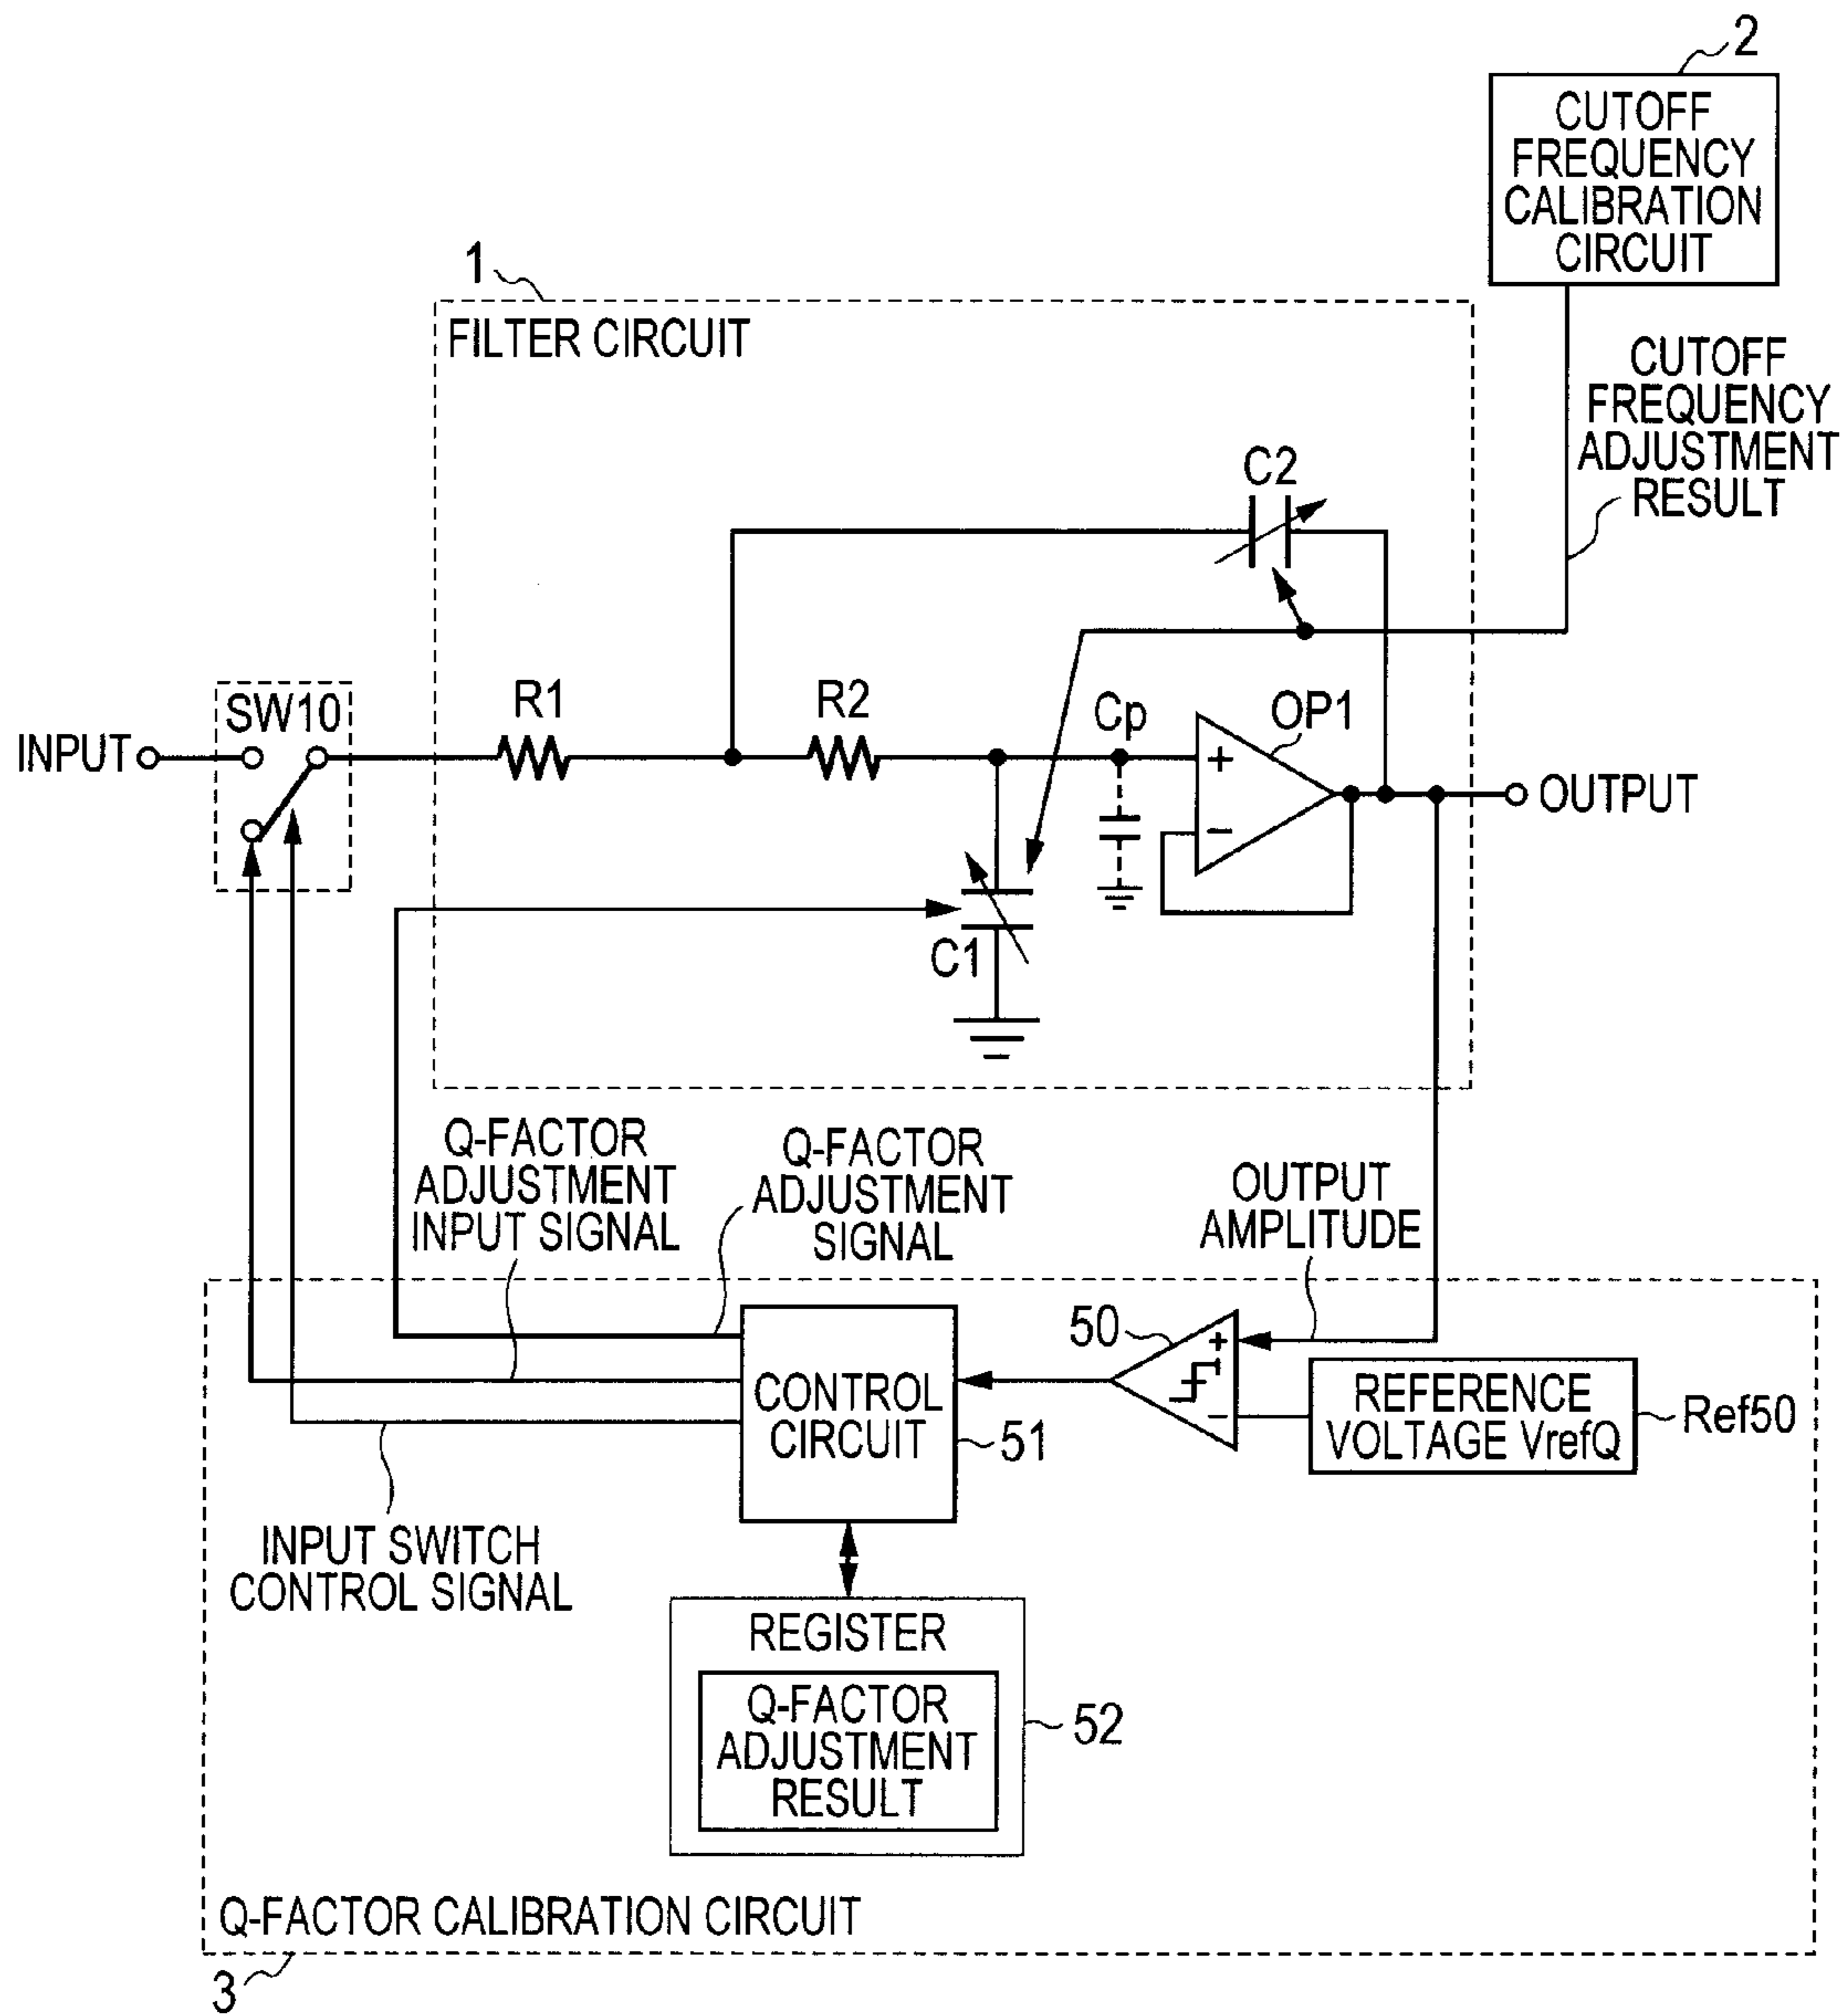 2
CUTOFF
FREQUENCY
CALIBRATION
CIRCUIT
1
FILTER CIRCUIT
CUTOFF
FREQUENCY
ADJUSTMENT
RESULT
C2
SW10
R1
R2
Cp
OP1
INPUT
+
−
OUTPUT
C1
Q-FACTOR
ADJUSTMENT
INPUT SIGNAL
Q-FACTOR
ADJUSTMENT
SIGNAL
OUTPUT
AMPLITUDE
50
+
−
CONTROL
CIRCUIT
51
REFERENCE
VOLTAGE VrefQ
Ref50
INPUT SWITCH
CONTROL SIGNAL
REGISTER
Q-FACTOR
ADJUSTMENT
RESULT
52
Q-FACTOR CALIBRATION CIRCUIT
3